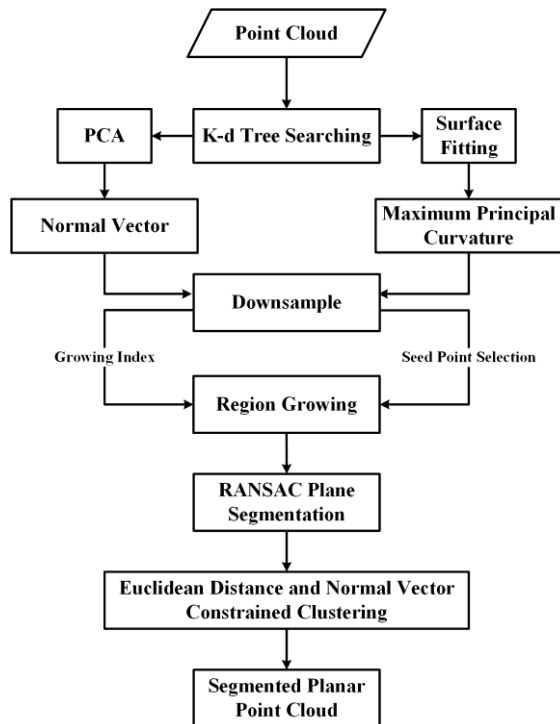 Point Cloud
PCA
K-d Tree Searching
Surface
Fitting
Normal Vector
Maximum Principal
Curvature
Downsample
Growing Index
Seed Point Selection
Region Growing
RANSAC Plane
Segmentation
Euclidean Distance and Normal Vector
Constrained Clustering
Segmented Planar
Point Cloud